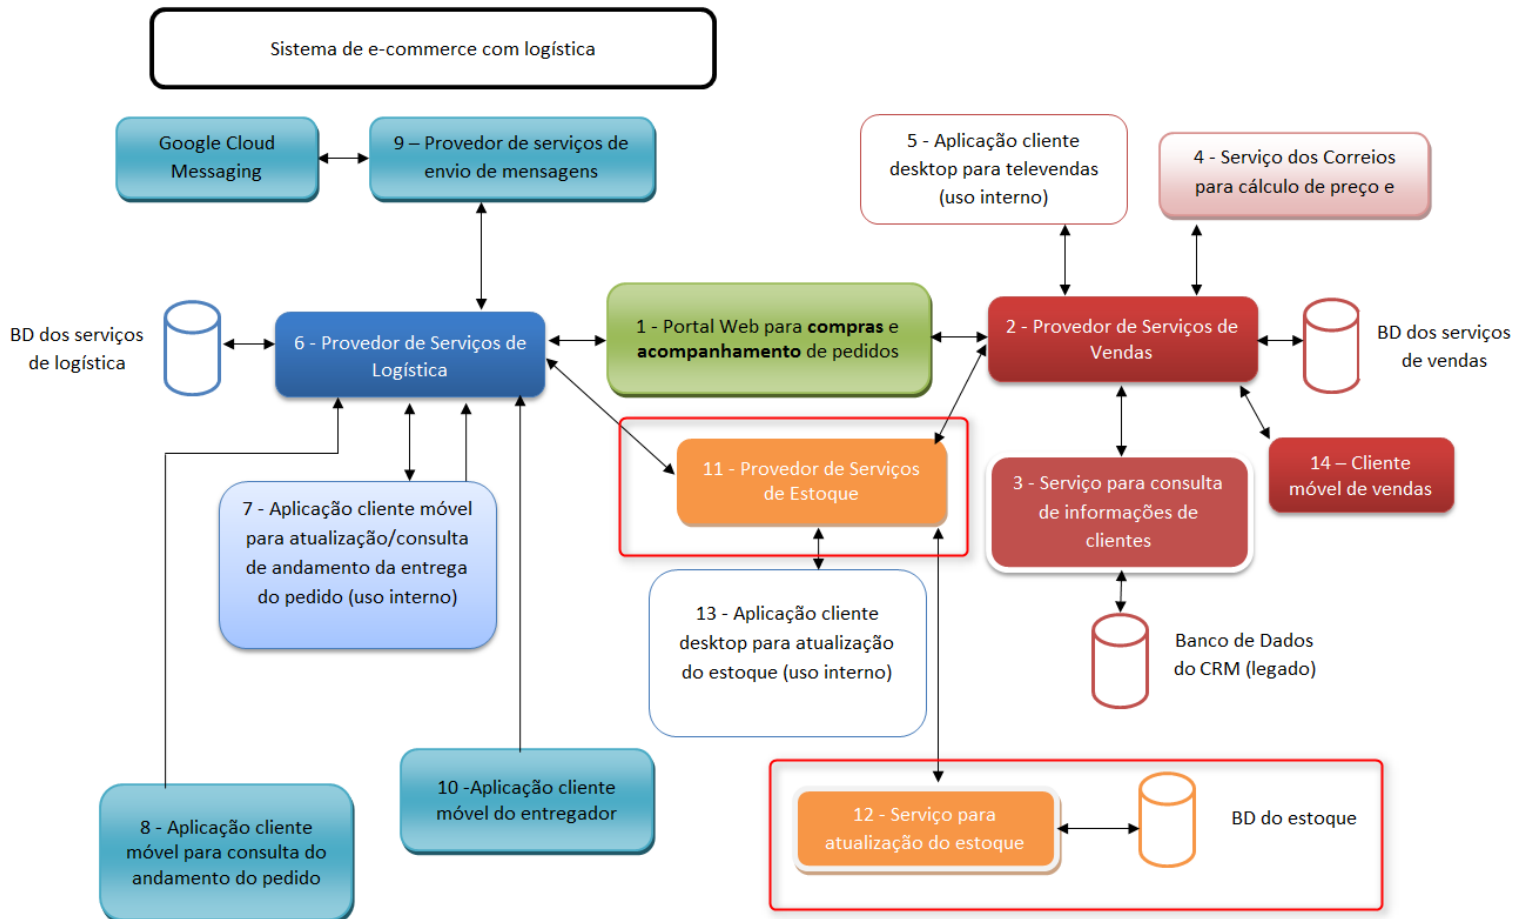 Sistema de e-commerce com logística
Google Cloud
Messaging
9 – Provedor de serviços de
envio de mensagens
5 - Aplicação cliente
desktop para televendas
(uso interno)
4 - Serviço dos Correios
para cálculo de preço e
BD dos serviços
de logística
6 - Provedor de Serviços de
Logística
1 - Portal Web para compras e
acompanhamento de pedidos
2 - Provedor de Serviços de
Vendas
BD dos serviços
de vendas
11 - Provedor de Serviços
de Estoque
14 – Cliente
móvel de vendas
3 - Serviço para consulta
de informações de
clientes
7 - Aplicação cliente móvel
para atualização/consulta
de andamento da entrega
do pedido (uso interno)
13 - Aplicação cliente
desktop para atualização
do estoque (uso interno)
Banco de Dados
do CRM (legado)
10 -Aplicação cliente
móvel do entregador
8 - Aplicação cliente
móvel para consulta do
andamento do pedido
12 - Serviço para
atualização do estoque
BD do estoque